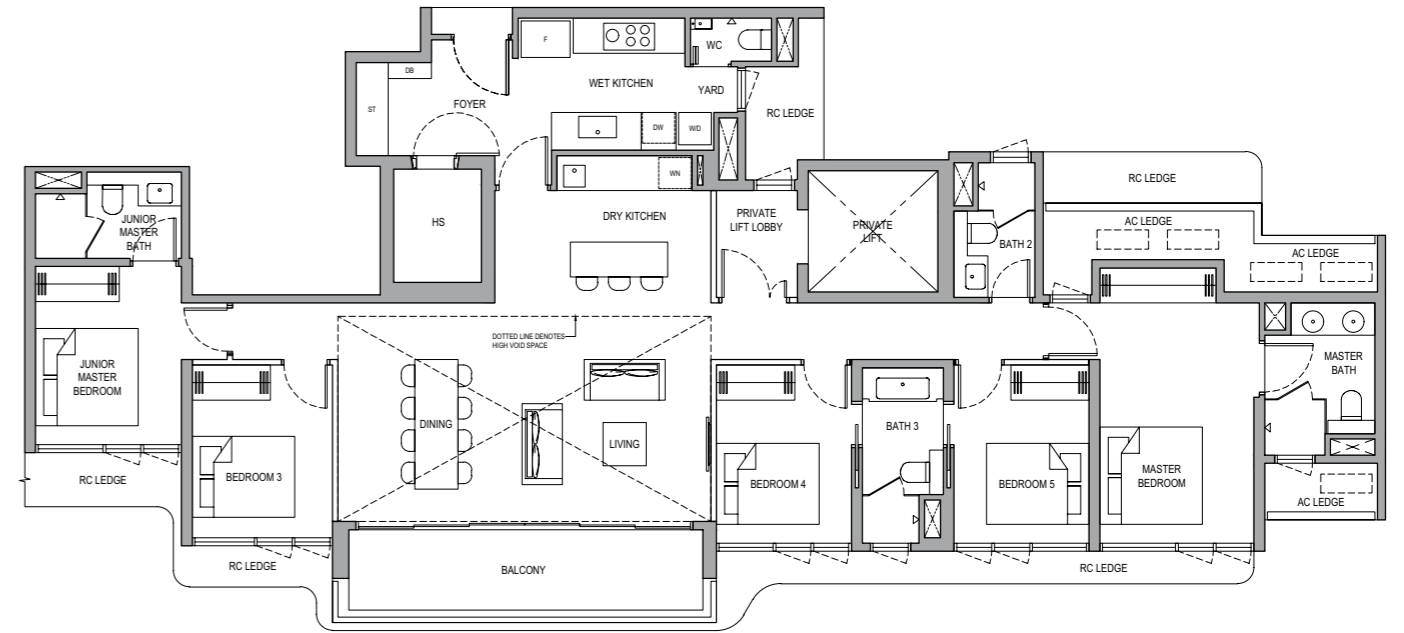 F
WC
DB
WET KITCHEN
YARD
ST
FOYER
RC LEDGE
DW
W/D
WN
RC LEDGE
HS
DRY KITCHEN
PRIVATE
LIFT LOBBY
PRIVATE
LIFT
JUNIOR
MASTER
BATH
BATH 2
AC LEDGE
AC LEDGE
DOTTED LINE DENOTES
HIGH VOID SPACE
JUNIOR
MASTER
BEDROOM
MASTER
BATH
DINING
LIVING
BATH 3
BEDROOM 3
BEDROOM 4
BEDROOM 5
MASTER
BEDROOM
RC LEDGE
AC LEDGE
RC LEDGE
BALCONY
RC LEDGE